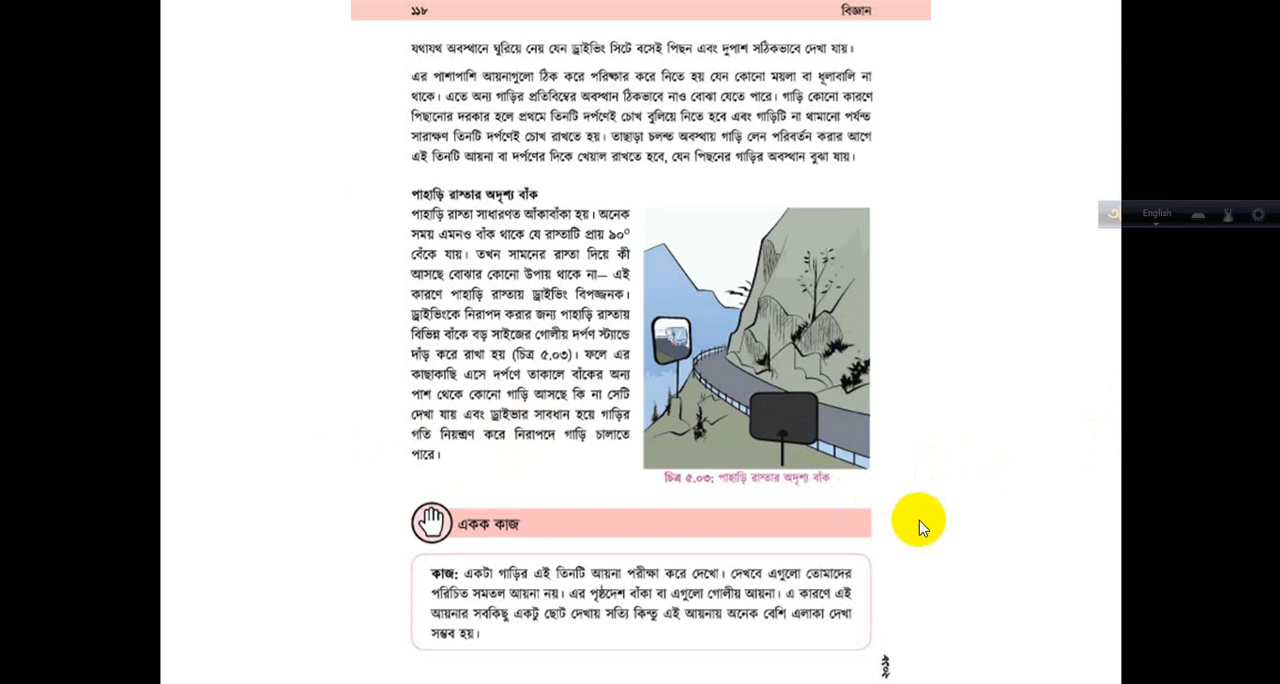 ১১৮
বিজ্ঞান
যথাযথ অবস্থানে ঘুরিয়ে নেয় যেন ড্রাইভিং সিটে বসেই পিছন এবং দুপাশ সঠিকভাবে দেখা যায়।
এর পাশাপাশি আয়নাগুলো ঠিক করে পরিষ্কার করে নিতে হয় যেন কোনো ময়লা বা ধূলাবালি না
থাকে। এতে অন্য গাড়ির প্রতিবিম্বের অবস্থান ঠিকভাবে নাও বোঝা যেতে পারে। গাড়ি কোনো কারণে
পিছানোর দরকার হলে প্রথমে তিনটি দর্পণেই চোখ বুলিয়ে নিতে হবে এবং গাড়িটি না থামানো পর্যন্ত
সারাক্ষণ তিনটি দর্পণেই চোখ রাখতে হয়। তাছাড়া চলন্ত অবস্থায় গাড়ি লেন পরিবর্তন করার আগে
এই তিনটি আয়না বা দর্পণের দিকে খেয়াল রাখতে হবে, যেন পিছনের গাড়ির অবস্থান বুঝা যায়।
পাহাড়ি রাস্তার অদৃশ্য বাঁক
পাহাড়ি রাস্তা সাধারণত আঁকাবাঁকা হয়। অনেক
সময় এমনও বাঁক থাকে যে রাস্তাটি প্রায় ৯০°
বেঁকে যায়। তখন সামনের রাস্তা দিয়ে কী
আসছে বোঝার কোনো উপায় থাকে না— এই
কারণে পাহাড়ি রাস্তায় ড্রাইভিং বিপজ্জনক।
ড্রাইভিংকে নিরাপদ করার জন্য পাহাড়ি রাস্তায়
বিভিন্ন বাঁকে বড় সাইজের গোলীয় দর্পণ স্ট্যান্ডে
দাঁড় করে রাখা হয় (চিত্র ৫.০৩)। ফলে এর
কাছাকাছি এসে দর্পণে তাকালে বাঁকের অন্য
পাশ থেকে কোনো গাড়ি আসছে কি না সেটি
দেখা যায় এবং ড্রাইভার সাবধান হয়ে গাড়ির
গতি নিয়ন্ত্রণ করে নিরাপদে গাড়ি চালাতে
পারে।
চিত্র ৫.০৩: পাহাড়ি রাস্তার অদৃশ্য বাঁক
একক কাজ
কাজ: একটা গাড়ির এই তিনটি আয়না পরীক্ষা করে দেখো। দেখবে এগুলো তোমাদের
পরিচিত সমতল আয়না নয়। এর পৃষ্ঠদেশ বাঁকা বা এগুলো গোলীয় আয়না। এ কারণে এই
আয়নার সবকিছু একটু ছোট দেখায় সত্যি কিন্তু এই আয়নায় অনেক বেশি এলাকা দেখা
সম্ভব হয়।
English